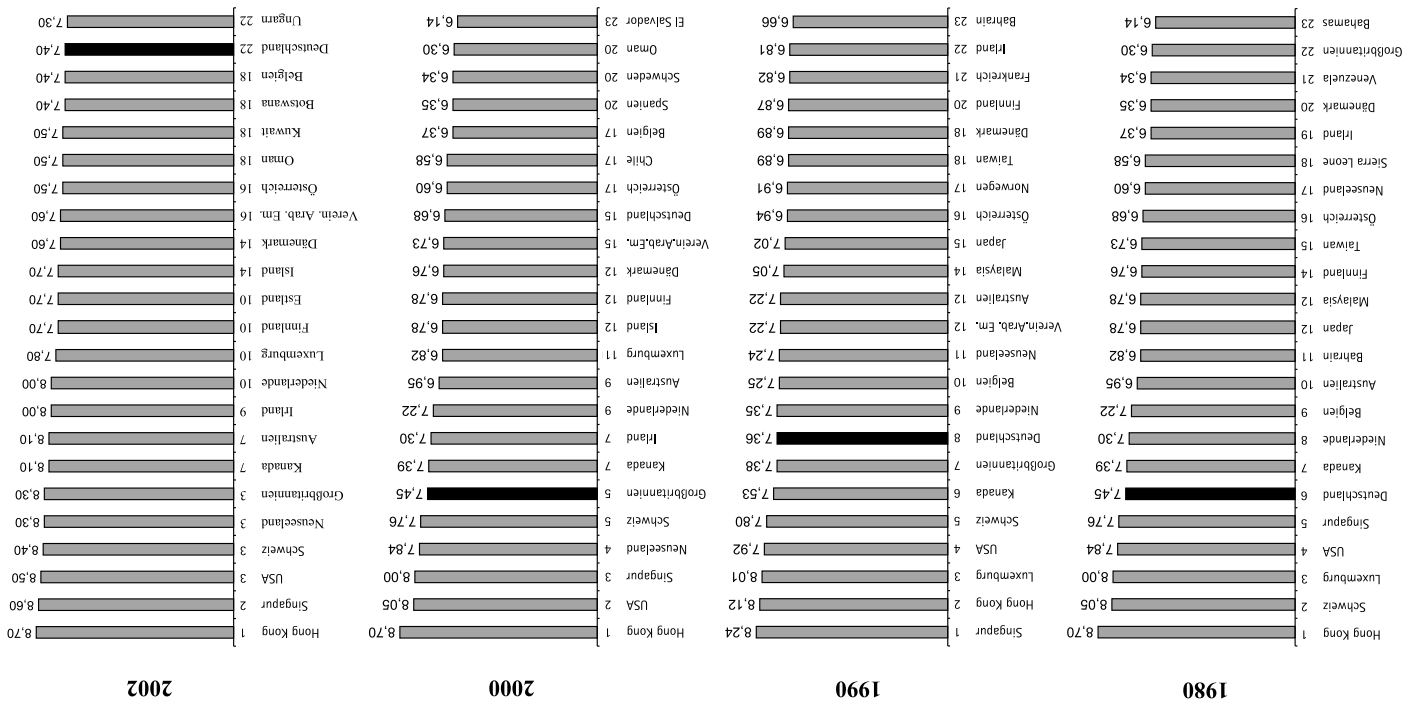 1980
Hong Kong 1 8,70
Schweiz 2 8,05
Luxemburg 3 8,00
USA 4 7,84
Singapur 5 7,76
Deutschland 6 7,45
Kanada 7 7,39
Niederlande 8 7,30
Belgien 9 7,22
Australien 10 6,95
Bahrain 11 6,82
Japan 12 6,78
Malaysia 12 6,78
Finnland 14 6,76
Taiwan 15 6,73
Österreich 16 6,68
Neuseeland 17 6,60
Sierra Leone 18 6,58
Irland 19 6,37
Dänemark 20 6,35
Venezuela 21 6,34
Großbritannien 22 6,30
Bahamas 23 6,14
1990
Singapur 1 8,24
Hong Kong 2 8,12
Luxemburg 3 8,01
USA 4 7,92
Schweiz 5 7,80
Kanada 6 7,53
Großbritannien 7 7,38
Deutschland 8 7,36
Niederlande 9 7,35
Belgien 10 7,25
Neuseeland 11 7,24
Verein.Arab. Em. 12 7,22
Australien 12 7,22
Malaysia 14 7,05
Japan 15 7,02
Österreich 16 6,94
Norwegen 17 6,91
Taiwan 18 6,89
Dänemark 18 6,89
Finnland 20 6,87
Frankreich 21 6,82
Irland 22 6,81
Bahrain 23 6,66
2000
Hong Kong 1 8,70
USA 2 8,05
Singapur 3 8,00
Neuseeland 4 7,84
Schweiz 5 7,76
Großbritannien 5 7,45
Kanada 7 7,39
Irland 7 7,30
Niederlande 9 7,22
Australien 9 6,95
Luxemburg 11 6,82
Island 12 6,78
Finnland 12 6,78
Dänemark 12 6,76
Verein.Arab.Em. 15 6,73
Deutschland 15 6,68
Österreich 17 6,60
Chile 17 6,58
Belgien 17 6,37
Spanien 20 6,35
Schweden 20 6,34
Oman 20 6,30
El Salvador 23 6,14
2002
Hong Kong 1 8,70
Singapur 2 8,60
USA 3 8,50
Schweiz 3 8,40
Neuseeland 3 8,30
Großbritannien 3 8,30
Kanada 7 8,10
Australien 7 8,10
Irland 9 8,00
Niederlande 10 8,00
Luxemburg 10 7,80
Finnland 10 7,70
Estland 10 7,70
Island 14 7,70
Dänemark 14 7,60
Verein. Arab. Em. 16 7,60
Österreich 16 7,50
Oman 18 7,50
Kuwait 18 7,50
Botswana 18 7,40
Belgien 18 7,40
Deutschland 22 7,40
Ungarn 22 7,30